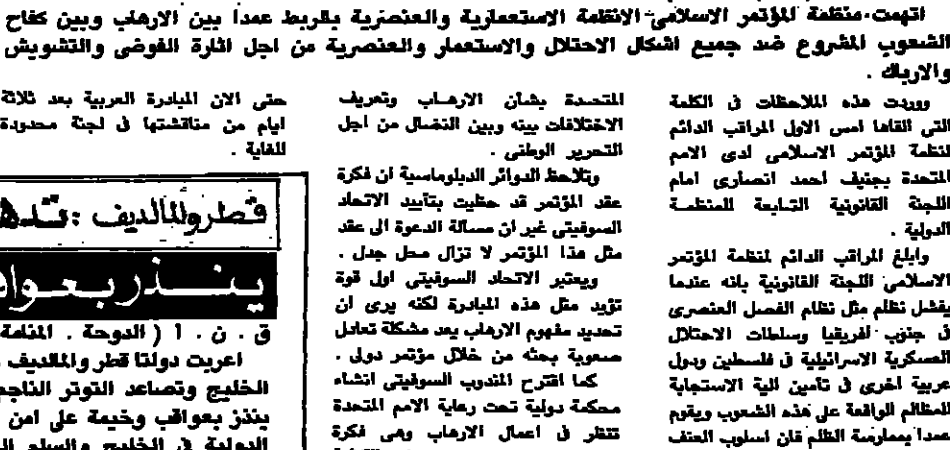 اتهمت منظمة المؤتمر الاسلامي الانظمة الاستعمارية والعنصرية بالربط عمدا بين الارهاب وبين كفاح
الشعوب المشروع ضد جميع اشكال الاحتلال والاستعمار والعنصرية من اجل اثارة الفوضى والتشويش
والارباك .
ووردت هذه الملاحظات في الكلمة
التي القاها امس الاول المراقب الدائم
لمنظمة المؤتمر الاسلامي لدى الامم
المتحدة بجنيف احمد انصارى امام
اللجنة القانونية التابعة للمنظمة
الدولية .
وابلغ المراقب الدائم لمنظمة المؤتمر
الاسلامي اللجنة القانونية بانه عندما
يفشل نظام مثل نظام الفصل العنصرى
في جنوب افريقيا وسلطات الاحتلال
العسكرية الاسرائيلية في فلسطين ودول
عربية اخرى في تأمين الية الاستجابة
للمظالم الواقعة على هذه الشعوب ويقوم
عمدا بممارسة الظلم فان اسلوب العنف
المتحدة بشأن الارهاب وتعريف
الاختلافات بينه وبين النضال من اجل
التحرير الوطني .
وتلاحظ الدوائر الدبلوماسية ان فكرة
عقد المؤتمر قد حظيت بتأييد الاتحاد
السوفيتي غير ان مسألة الدعوة الى عقد
مثل هذا المؤتمر لا تزال محل جدل .
ويعتبر الاتحاد السوفيتي اول قوة
تؤيد مثل هذه المبادرة لكنه يرى ان
تحديد مفهوم الارهاب يعد مشكلة تعادل
صعوبة بحثه من خلال مؤتمر دولى .
كما اقترح المندوب السوفيتي انشاء
محكمة دولية تحت رعاية الامم المتحدة
تنظر في اعمال الارهاب وهي فكرة
حتى الان المبادرة العربية بعد ثلاثة
ايام من مناقشتها في لجنة محدودة
للغاية .
قطر والمالديف :
ينذر بعواق
ق . ن . ا ( الدوحة . المنامة
اعربت دولتا قطر والمالديف
الخليج وتصاعد التوتر الناجم
ينذر بعواقب وخيمة على امن
الدولية في الخليج والسلم